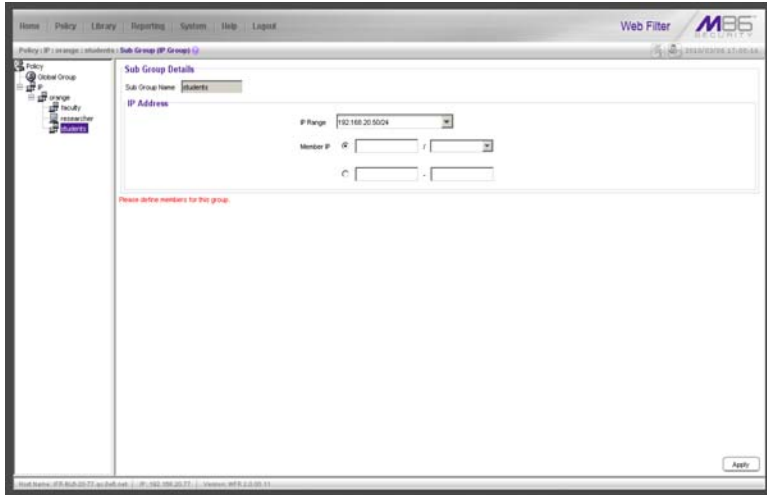 Home Policy Library Reporting System Help Logout
Web Filter
M86 SECURITY
Policy : IP : orange : students : Sub Group (IP Group)
Policy
Global Group
IP
orange
faculty
researcher
students
Sub Group Details
Sub Group Name students
IP Address
IP Range 192.168.20.50/24
Member IP /
-
Please define members for this group.
Apply